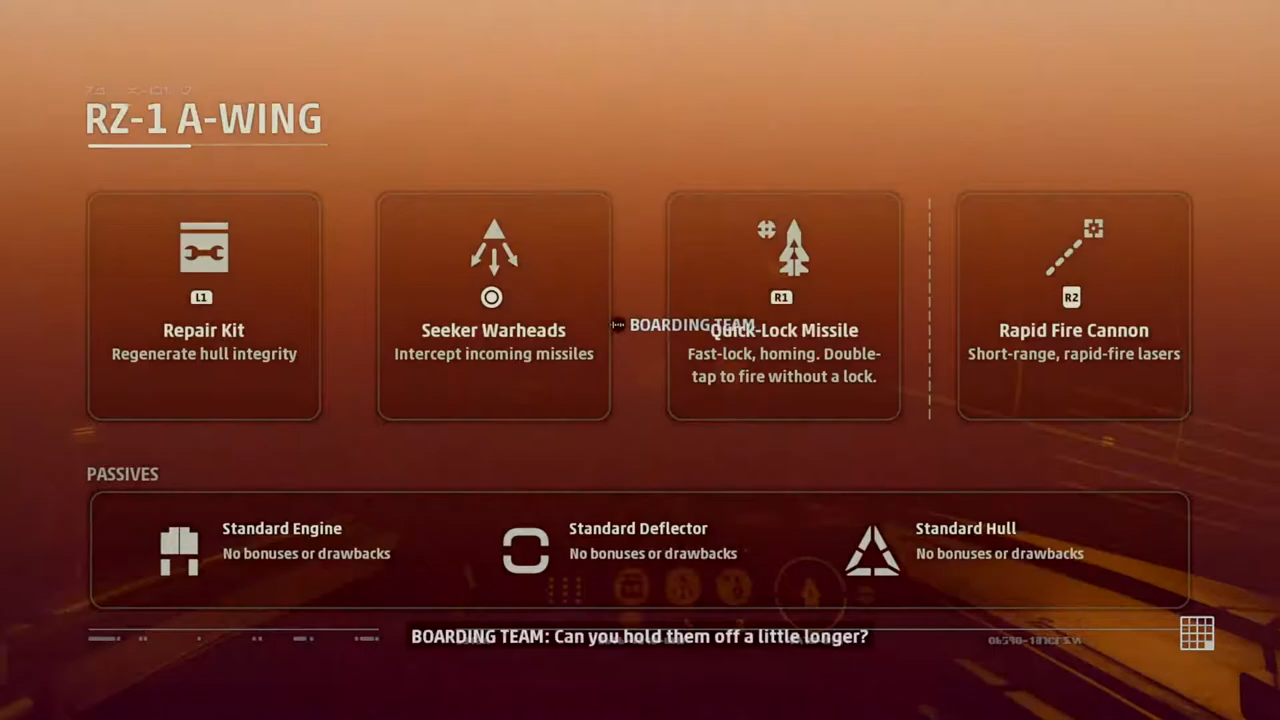 RZ-1 A-WING
L1
Repair Kit
Regenerate hull integrity
Seeker Warheads
Intercept incoming missiles
BOARDING TEAM
R1
Quick-Lock Missile
Fast-lock, homing. Double-
tap to fire without a lock.
R2
Rapid Fire Cannon
Short-range, rapid-fire lasers
PASSIVES
Standard Engine
No bonuses or drawbacks
Standard Deflector
No bonuses or drawbacks
Standard Hull
No bonuses or drawbacks
BOARDING TEAM: Can you hold them off a little longer?